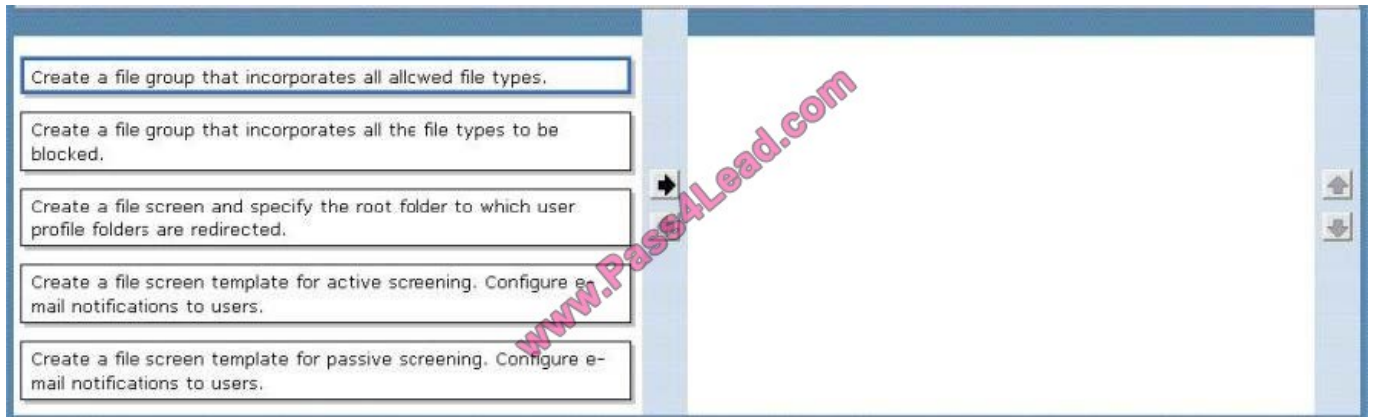 Create a file group that incorporates all allcwed file types.
Create a file group that incorporates all the file types to be
blocked.
Create a file screen and specify the root folder to which user
profile folders are redirected.
Create a file screen template for active screening. Configure e-
mail notifications to users.
Create a file screen template for passive screening. Configure e-
mail notifications to users.
www.Pass4Lead.com